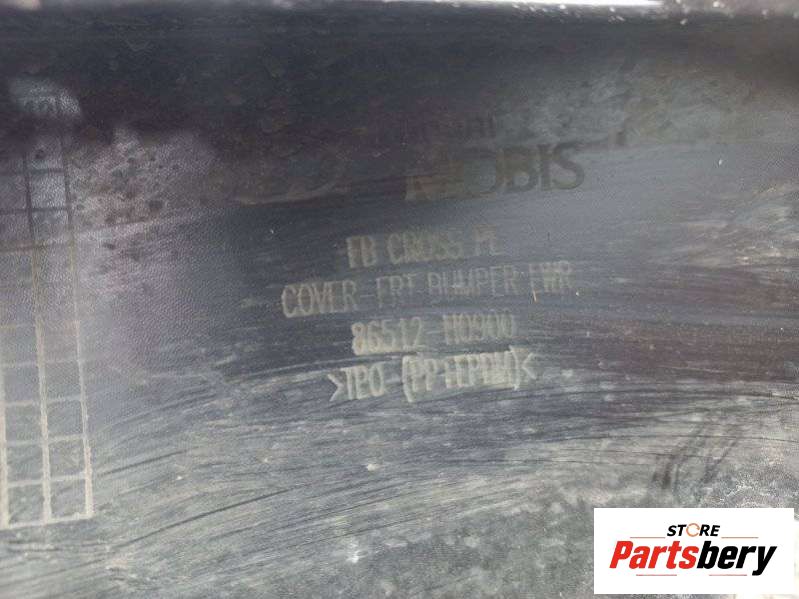 MOBIS
FB CROSS PE
COVER-FRT BUMPER LWR
86512-H0900
>TPO-(PP+EPDM)<
STORE
Partsbery